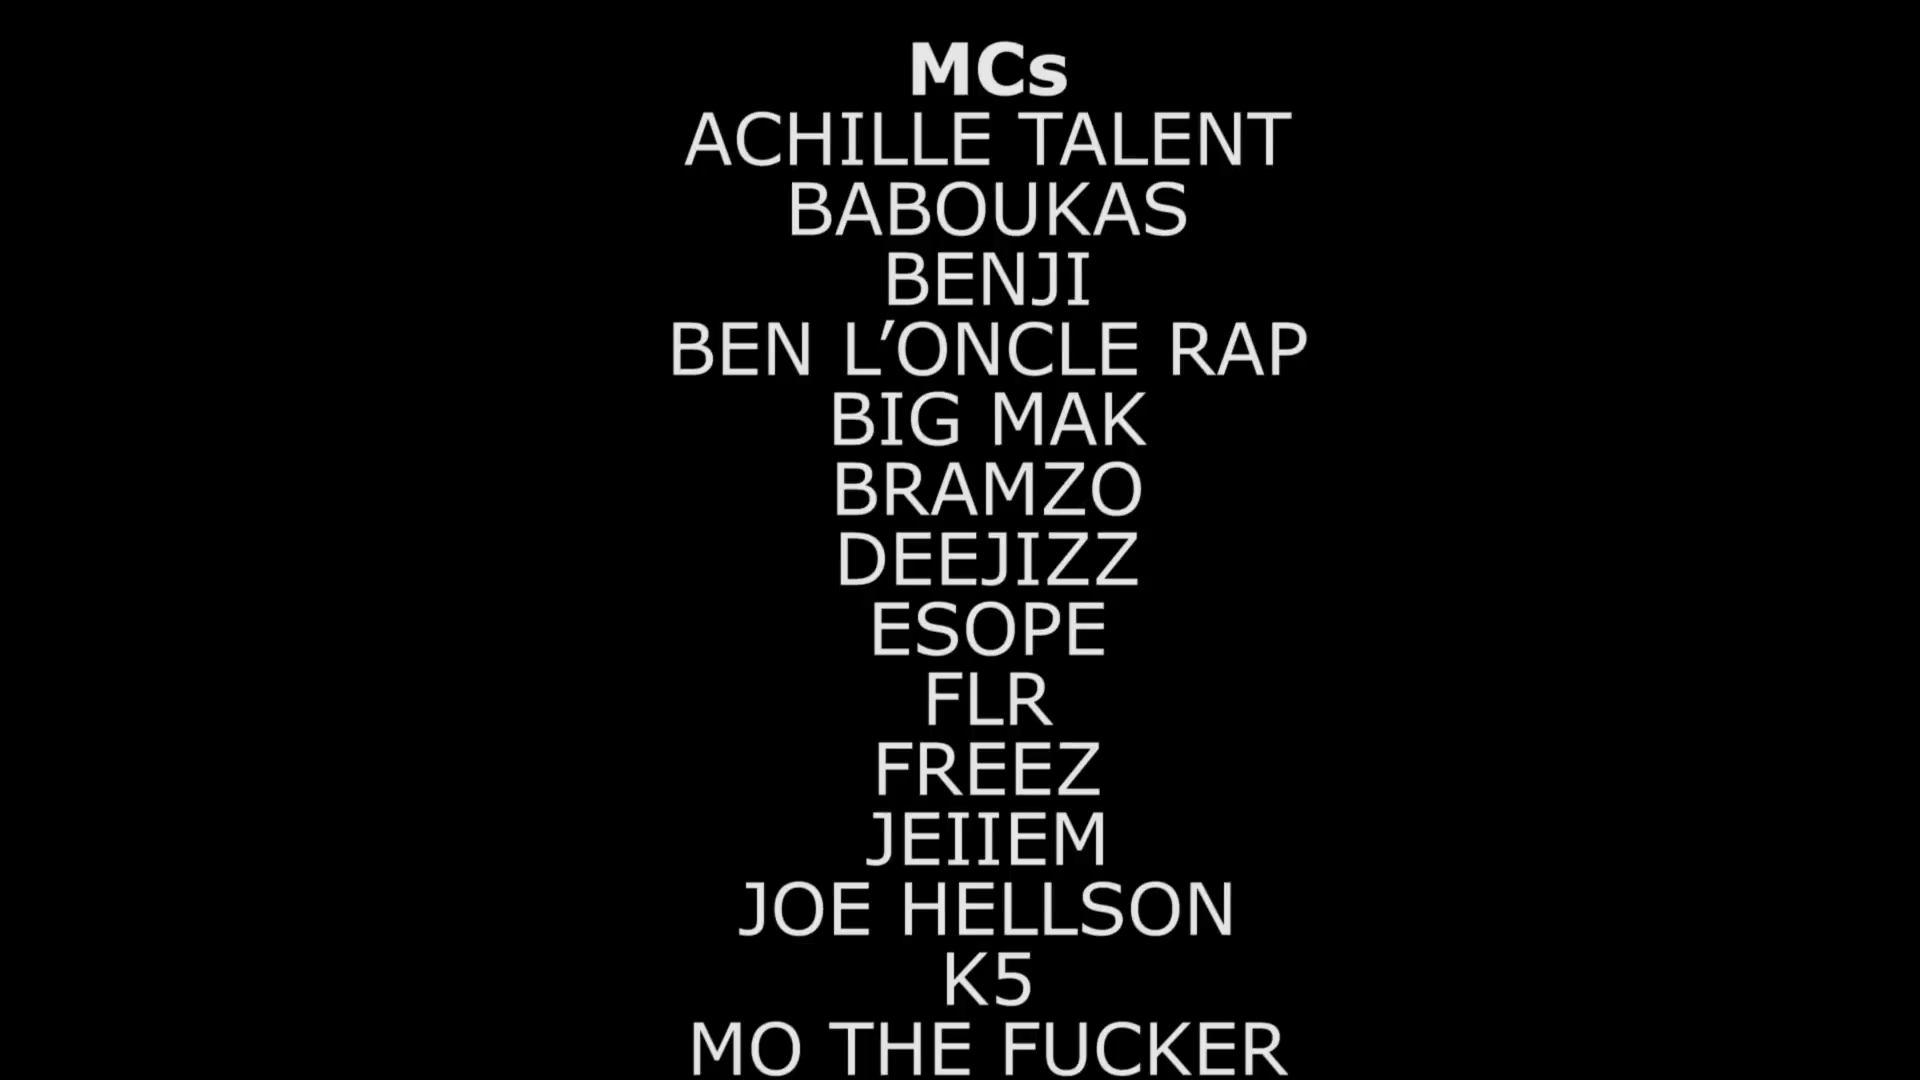 MCs
ACHILLE TALENT
BABOUKAS
BENJI
BEN L’ONCLE RAP
BIG MAK
BRAMZO
DEEJIZZ
ESOPE
FLR
FREEZ
JEIIEM
JOE HELLSON
K5
MO THE FUCKER